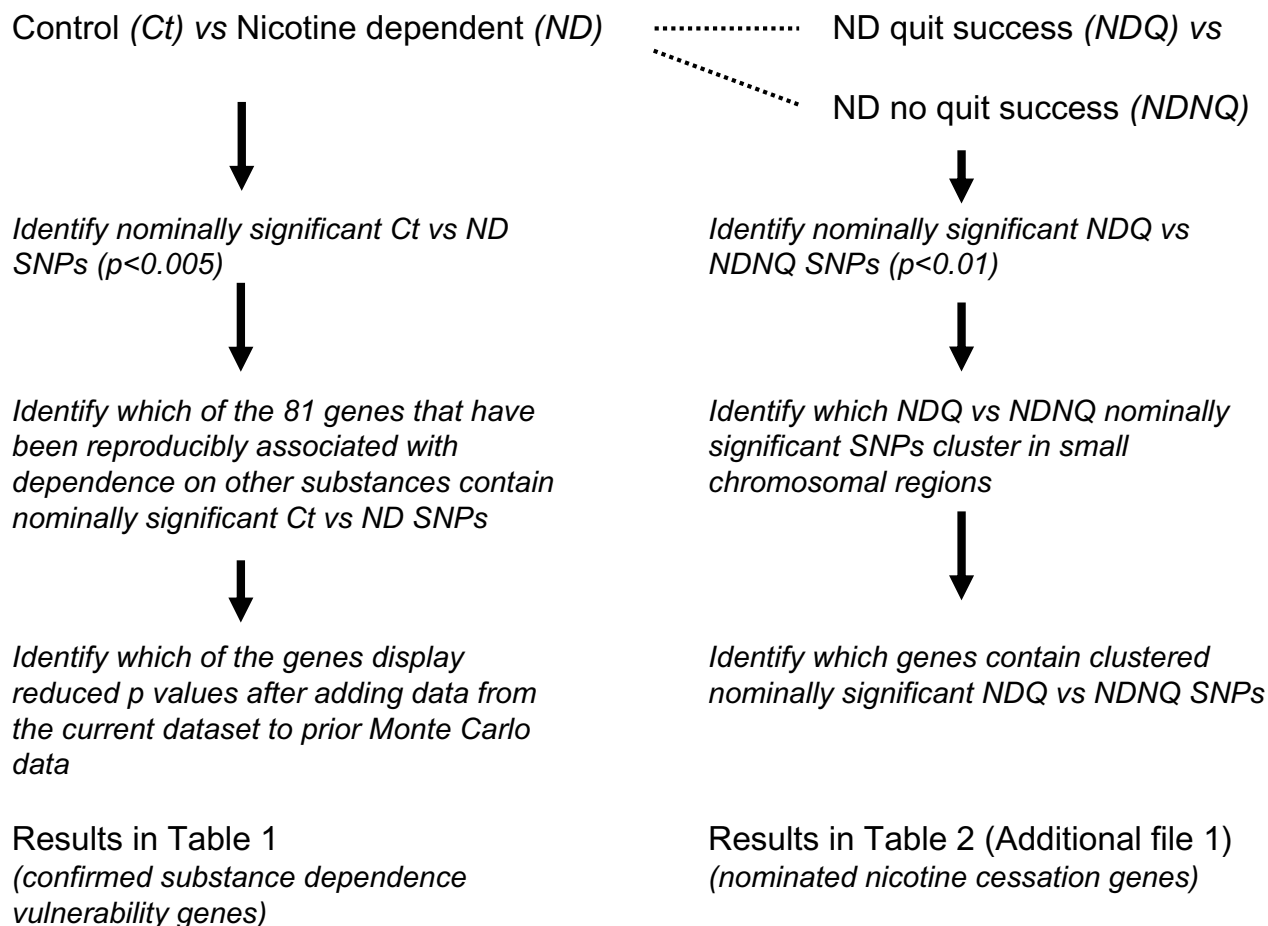 Control (Ct) vs Nicotine dependent (ND)
Identify nominally significant Ct vs ND
SNPs (p<0.005)
Identify which of the 81 genes that have
been reproducibly associated with
dependence on other substances contain
nominally significant Ct vs ND SNPs
Identify which of the genes display
reduced p values after adding data from
the current dataset to prior Monte Carlo
data
Results in Table 1
(confirmed substance dependence
vulnerability genes)
ND quit success (NDQ) vs
ND no quit success (NDNQ)
Identify nominally significant NDQ vs
NDNQ SNPs (p<0.01)
Identify which NDQ vs NDNQ nominally
significant SNPs cluster in small
chromosomal regions
Identify which genes contain clustered
nominally significant NDQ vs NDNQ SNPs
Results in Table 2 (Additional file 1)
(nominated nicotine cessation genes)